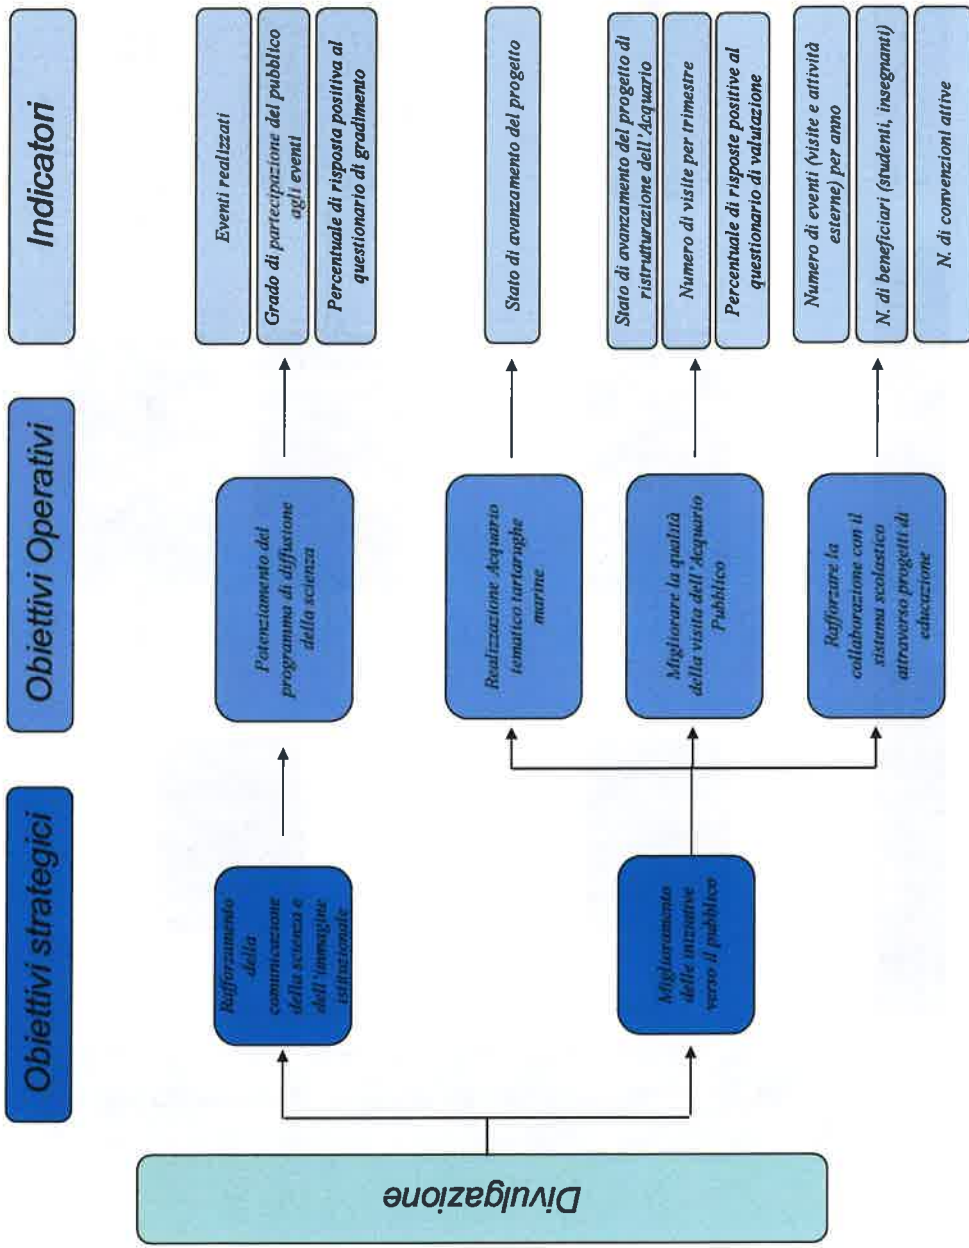 Obiettivi strategici
Obiettivi Operativi
Indicatori
Divulgazione
Rafforzamento
della
comunicazione
della scienza e
dell'immagine
istituzionale
Potenziamento del
programma di diffusione
della scienza
Eventi realizzati
Grado di partecipazione del pubblico
agli eventi
Percentuale di risposta positiva al
questionario di gradimento
Miglioramento
delle iniziative
verso il pubblico
Realizzazione Acquario
tematico tartarughe
marine
Stato di avanzamento del progetto
Migliorare la qualità
della visita dell'Acquario
Pubblico
Stato di avanzamento del progetto di
ristrutturazione dell'Acquario
Numero di visite per trimestre
Percentuale di risposte positive al
questionario di valutazione
Rafforzare la
collaborazione con il
sistema scolastico
attraverso progetti di
educazione
Numero di eventi (visite e attività
esterne) per anno
N. di beneficiari (studenti, insegnanti)
N. di convenzioni attive